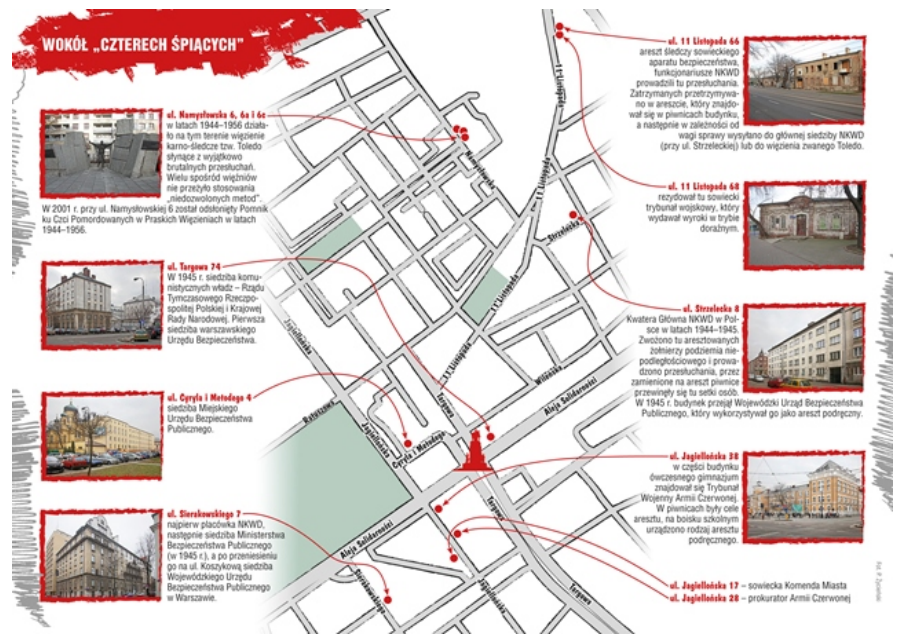 WOKÓŁ „CZTERECH ŚPIĄCYCH”
ul. Namysłowska 6, 6a i 6c
w latach 1944–1956 działa-
ło na tym terenie więzienie
karno-śledcze tzw. Toledo
słynące z wyjątkowo
brutalnych przesłuchań.
Wielu spośród więźniów
nie przeżyło stosowania
„niedozwolonych metod”.
W 2001 r. przy ul. Namysłowskiej 6 został odsłonięty Pomnik
ku Czci Pomordowanych w Praskich Więzieniach w latach
1944–1956.
ul. Targowa 74
W 1945 r. siedziba komu-
nistycznych władz – Rządu
Tymczasowego Rzeczpo-
spolitej Polskiej i Krajowej
Rady Narodowej. Pierwsza
siedziba warszawskiego
Urzędu Bezpieczeństwa.
ul. Cyryla i Metodego 4
siedziba Miejskiego
Urzędu Bezpieczeństwa
Publicznego.
ul. Sierakowskiego 7
najpierw placówka NKWD,
następnie siedziba Ministerstwa
Bezpieczeństwa Publicznego
(w 1945 r.), a po przeniesieniu
go na ul. Koszykową siedziba
Wojewódzkiego Urzędu
Bezpieczeństwa Publicznego
w Warszawie.
11 Listopada
Namysłowska
11 Listopada
Strzelecka
11 Listopada
Jagiellońska
11 Listopada
Wileńska
Ratuszowa
Targowa
Aleja Solidarności
Jagiellońska
Cyryla i Metodego
Targowa
Aleja Solidarności
Sierakowskiego
Jagiellońska
Targowa
ul. 11 Listopada 66
areszt śledczy sowieckiego
aparatu bezpieczeństwa,
funkcjonariusze NKWD
prowadzili tu przesłuchania.
Zatrzymanych przetrzymywa-
no w areszcie, który znajdo-
wał się w piwnicach budynku,
a następnie w zależności od
wagi sprawy wysyłano do głównej siedziby NKWD
(przy ul. Strzeleckiej) lub do więzienia zwanego Toledo.
ul. 11 Listopada 68
rezydował tu sowiecki
trybunał wojskowy, który
wydawał wyroki w trybie
doraźnym.
ul. Strzelecka 8
Kwatera Główna NKWD w Pol-
sce w latach 1944–1945.
Zwożono tu aresztowanych
żołnierzy podziemia nie-
podległościowego i prowa-
dzono przesłuchania, przez
zamienione na areszt piwnice
przewinęły się tu setki osób.
W 1945 r. budynek przejął Wojewódzki Urząd Bezpieczeństwa
Publicznego, który wykorzystywał go jako areszt podręczny.
ul. Jagiellońska 38
w części budynku
ówczesnego gimnazjum
znajdował się Trybunał
Wojenny Armii Czerwonej.
W piwnicach były cele
aresztu, na boisku szkolnym
urządzono rodzaj aresztu
podręcznego.
ul. Jagiellońska 17 – sowiecka Komenda Miasta
ul. Jagiellońska 28 – prokurator Armii Czerwonej